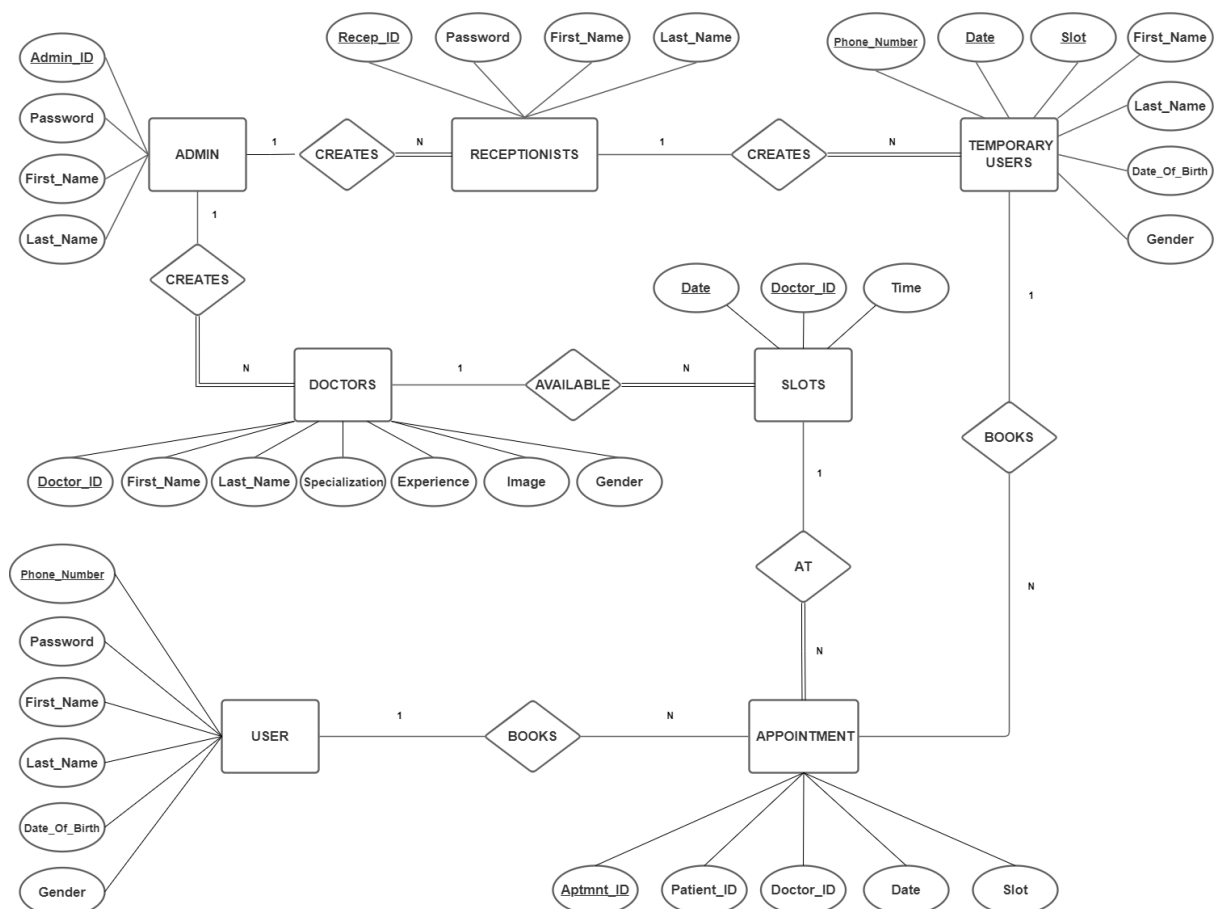 Recep_ID
Password
First_Name
Last_Name
Phone_Number
Date
Slot
First_Name
Admin_ID
Password
First_Name
Last_Name
Last_Name
Date_Of_Birth
Gender
ADMIN
1
CREATES
N
RECEPTIONISTS
1
CREATES
N
TEMPORARY
USERS
1
CREATES
N
Date
Doctor_ID
Time
1
DOCTORS
1
AVAILABLE
N
SLOTS
BOOKS
Doctor_ID
First_Name
Last_Name
Specialization
Experience
Image
Gender
1
AT
N
N
Phone_Number
Password
First_Name
Last_Name
Date_Of_Birth
Gender
USER
1
BOOKS
N
APPOINTMENT
Aptmnt_ID
Patient_ID
Doctor_ID
Date
Slot